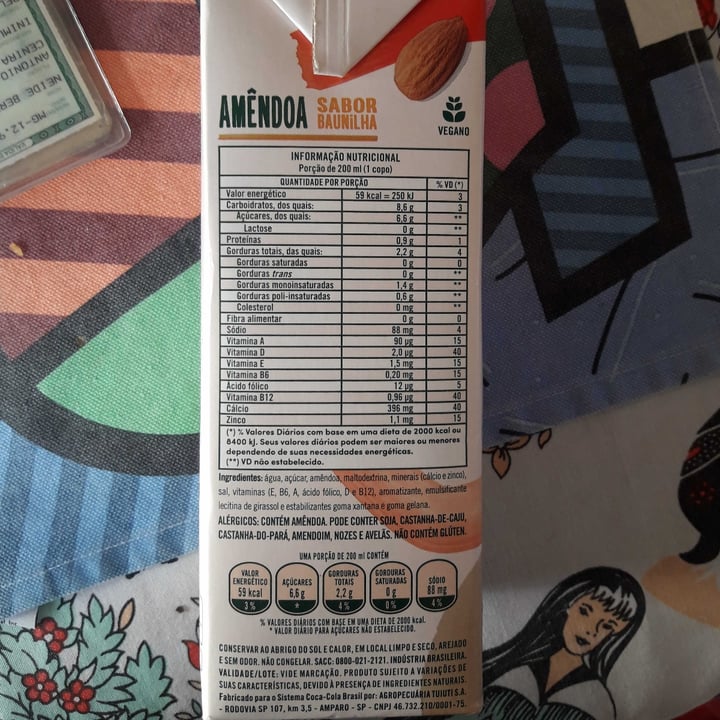 AMÊNDOA SABOR
BAUNILHA
VEGANO
INFORMAÇÃO NUTRICIONAL
Porção de 200 ml (1 copo)
QUANTIDADE POR PORÇÃO % VD (*)
Valor energético 59 kcal = 250 kJ 3
Carboidratos, dos quais: 8,6 g 3
Açúcares, dos quais: 6,6 g **
Lactose 0 g **
Proteínas 0,9 g 1
Gorduras totais, das quais: 2,2 g 4
Gorduras saturadas 0 g 0
Gorduras trans 0 g **
Gorduras monoinsaturadas 1,4 g **
Gorduras poli-insaturadas 0,6 g **
Colesterol 0 mg **
Fibra alimentar 0 g 0
Sódio 88 mg 4
Vitamina A 90 µg 15
Vitamina D 2,0 µg 40
Vitamina E 1,5 mg 15
Vitamina B6 0,20 mg 15
Ácido fólico 12 µg 5
Vitamina B12 0,96 µg 40
Cálcio 396 mg 40
Zinco 1,1 mg 15
(*) % Valores Diários com base em uma dieta de 2000 kcal ou
8400 kJ. Seus valores diários podem ser maiores ou menores
dependendo de suas necessidades energéticas.
(**) VD não estabelecido.
Ingredientes: água, açúcar, amêndoa, maltodextrina, minerais (cálcio e zinco),
sal, vitaminas (E, B6, A, ácido fólico, D e B12), aromatizante, emulsificante
lecitina de girassol e estabilizantes goma xantana e goma gelana.
ALÉRGICOS: CONTÉM AMÊNDOA. PODE CONTER SOJA, CASTANHA-DE-CAJU,
CASTANHA-DO-PARÁ, AMENDOIM, NOZES E AVELÃS. NÃO CONTÉM GLÚTEN.
UMA PORÇÃO DE 200 ml CONTÉM
VALOR ENERGÉTICO 59 kcal 3%
AÇÚCARES 6,6 g *
GORDURAS TOTAIS 2,2 g 4%
GORDURAS SATURADAS 0 g 0%
SÓDIO 88 mg 4%
% VALORES DIÁRIOS COM BASE EM UMA DIETA DE 2000 kcal.
* VALOR DIÁRIO PARA AÇÚCARES NÃO ESTABELECIDO.
CONSERVAR AO ABRIGO DO SOL E CALOR, EM LOCAL LIMPO E SECO, AREJADO
E SEM ODOR. NÃO CONGELAR. SACC: 0800-021-2121. INDÚSTRIA BRASILEIRA.
VALIDADE/LOTE: VIDE MARCAÇÃO. PRODUTO SUJEITO A VARIAÇÕES DE
SUAS CARACTERÍSTICAS, DEVIDO À PRESENÇA DE INGREDIENTES NATURAIS.
Fabricado para o Sistema Coca-Cola Brasil por: AGROPECUÁRIA TUIUTI S.A.
- RODOVIA SP 107, km 3,5 - AMPARO - SP - CNPJ 46.732.210/0001-75.
NEIDE BER
ANTONIO
CENTRA